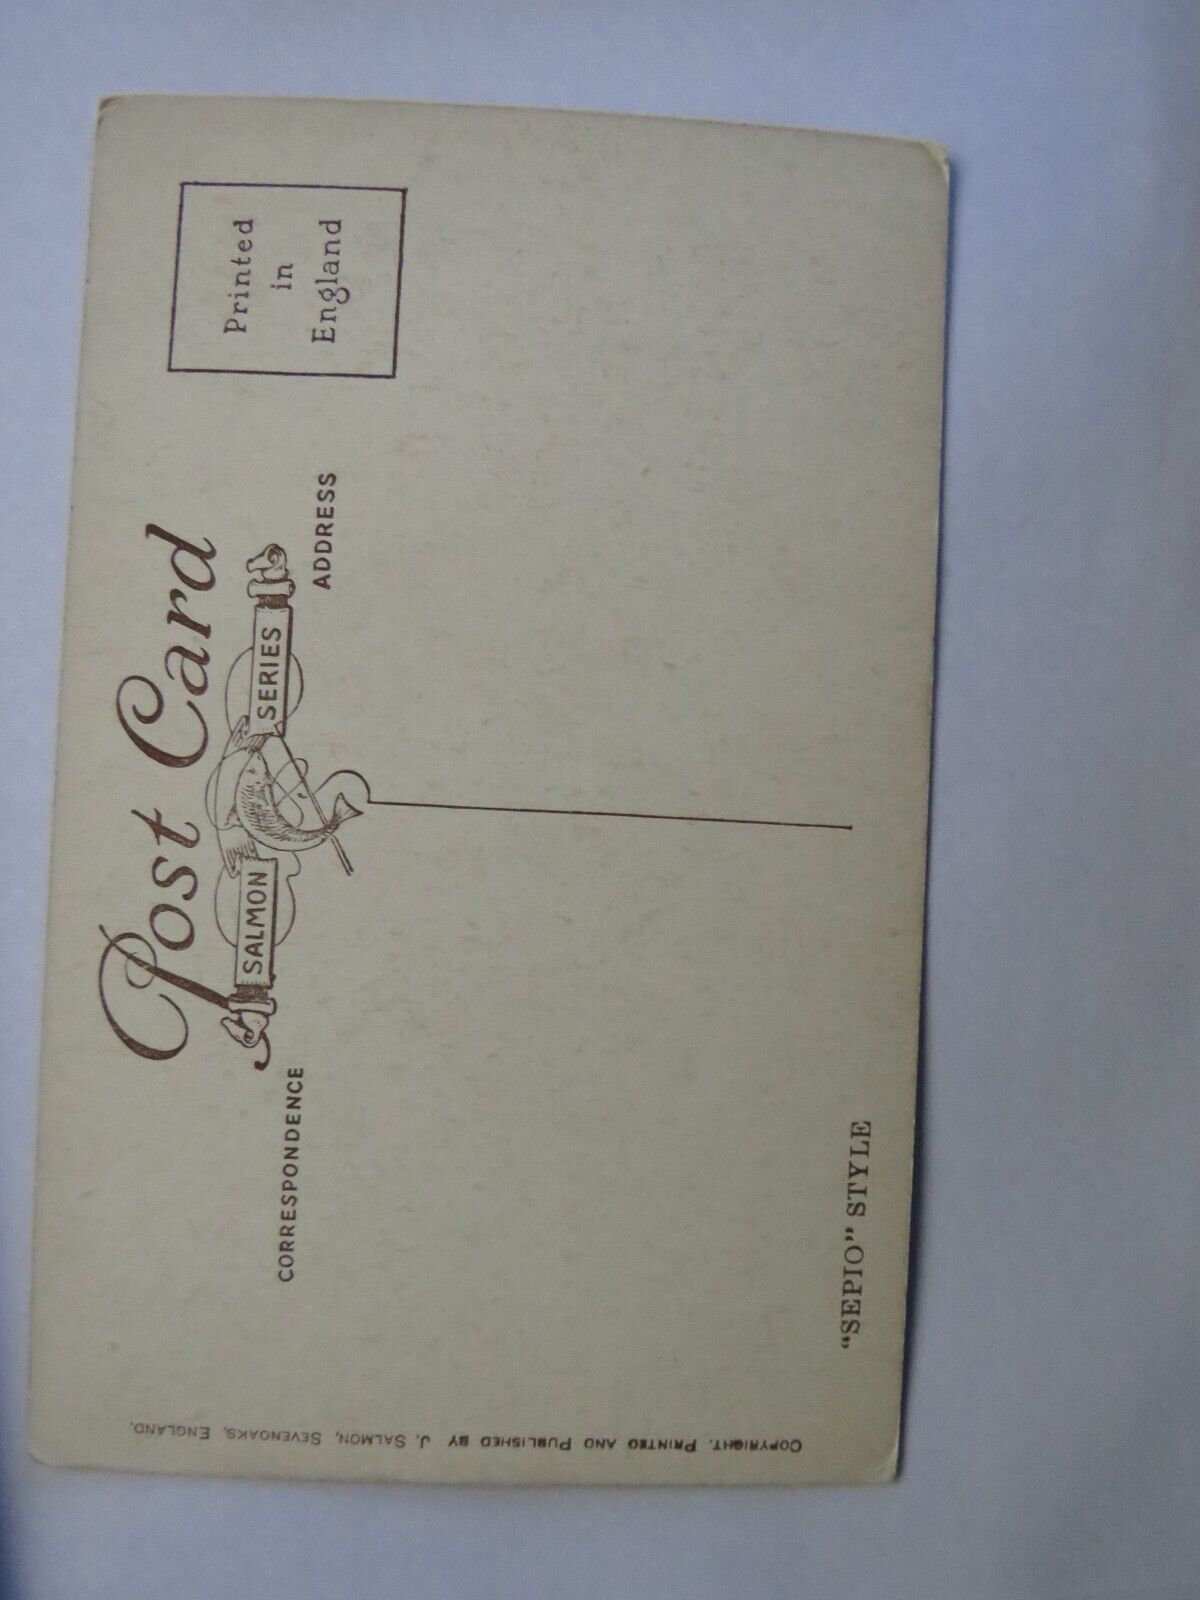 Post Card
SALMON SERIES
CORRESPONDENCE
ADDRESS
Printed
in
England
"SEPIO" STYLE
COPYRIGHT. PRINTED AND PUBLISHED BY J. SALMON, SEVENOAKS, ENGLAND.